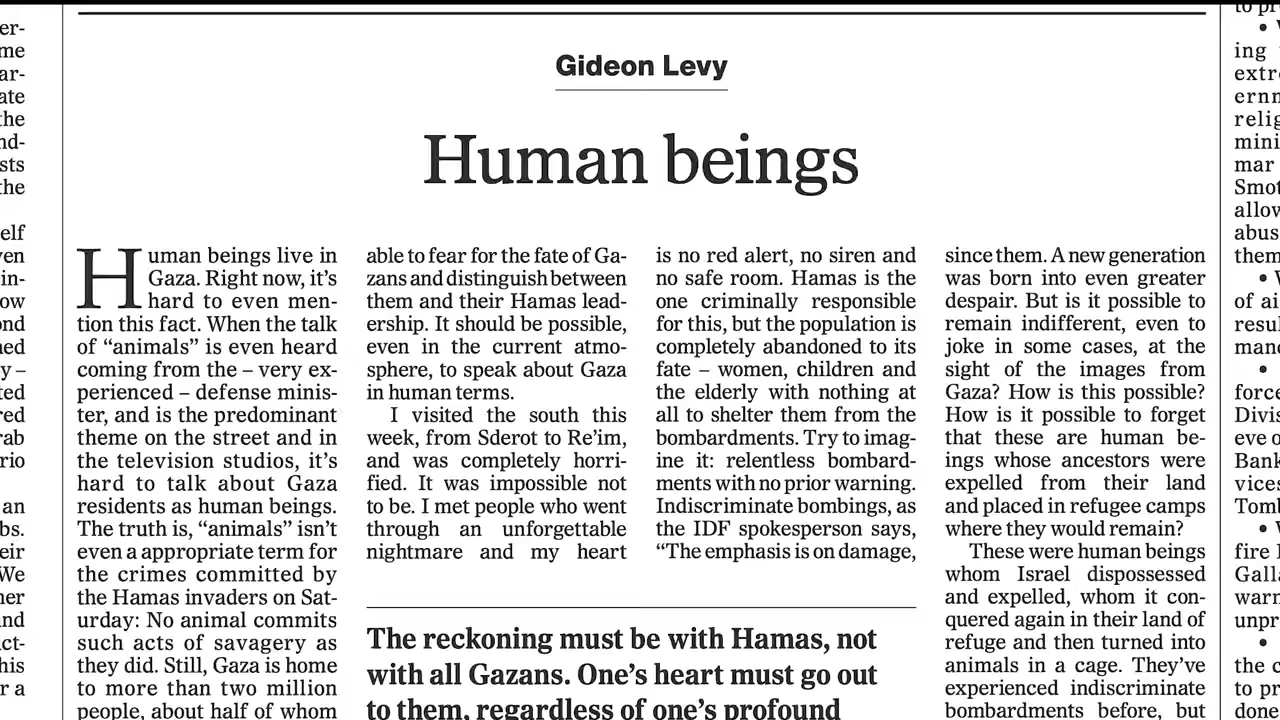 Gideon Levy
Human beings
Human beings live in
Gaza. Right now, it's
hard to even men-
tion this fact. When the talk
of “animals” is even heard
coming from the – very ex-
perienced – defense minis-
ter, and is the predominant
theme on the street and in
the television studios, it's
hard to talk about Gaza
residents as human beings.
The truth is, “animals” isn't
even a appropriate term for
the crimes committed by
the Hamas invaders on Sat-
urday: No animal commits
such acts of savagery as
they did. Still, Gaza is home
to more than two million
people, about half of whom
able to fear for the fate of Ga-
zans and distinguish between
them and their Hamas lead-
ership. It should be possible,
even in the current atmo-
sphere, to speak about Gaza
in human terms.
I visited the south this
week, from Sderot to Re'im,
and was completely horri-
fied. It was impossible not
to be. I met people who went
through an unforgettable
nightmare and my heart
is no red alert, no siren and
no safe room. Hamas is the
one criminally responsible
for this, but the population is
completely abandoned to its
fate – women, children and
the elderly with nothing at
all to shelter them from the
bombardments. Try to imag-
ine it: relentless bombard-
ments with no prior warning.
Indiscriminate bombings, as
the IDF spokesperson says,
“The emphasis is on damage,
The reckoning must be with Hamas, not
with all Gazans. One's heart must go out
to them, regardless of one's profound
since them. A new generation
was born into even greater
despair. But is it possible to
remain indifferent, even to
joke in some cases, at the
sight of the images from
Gaza? How is this possible?
How is it possible to forget
that these are human be-
ings whose ancestors were
expelled from their land
and placed in refugee camps
where they would remain?
These were human beings
whom Israel dispossessed
and expelled, whom it con-
quered again in their land of
refuge and then turned into
animals in a cage. They've
experienced indiscriminate
bombardments before, but